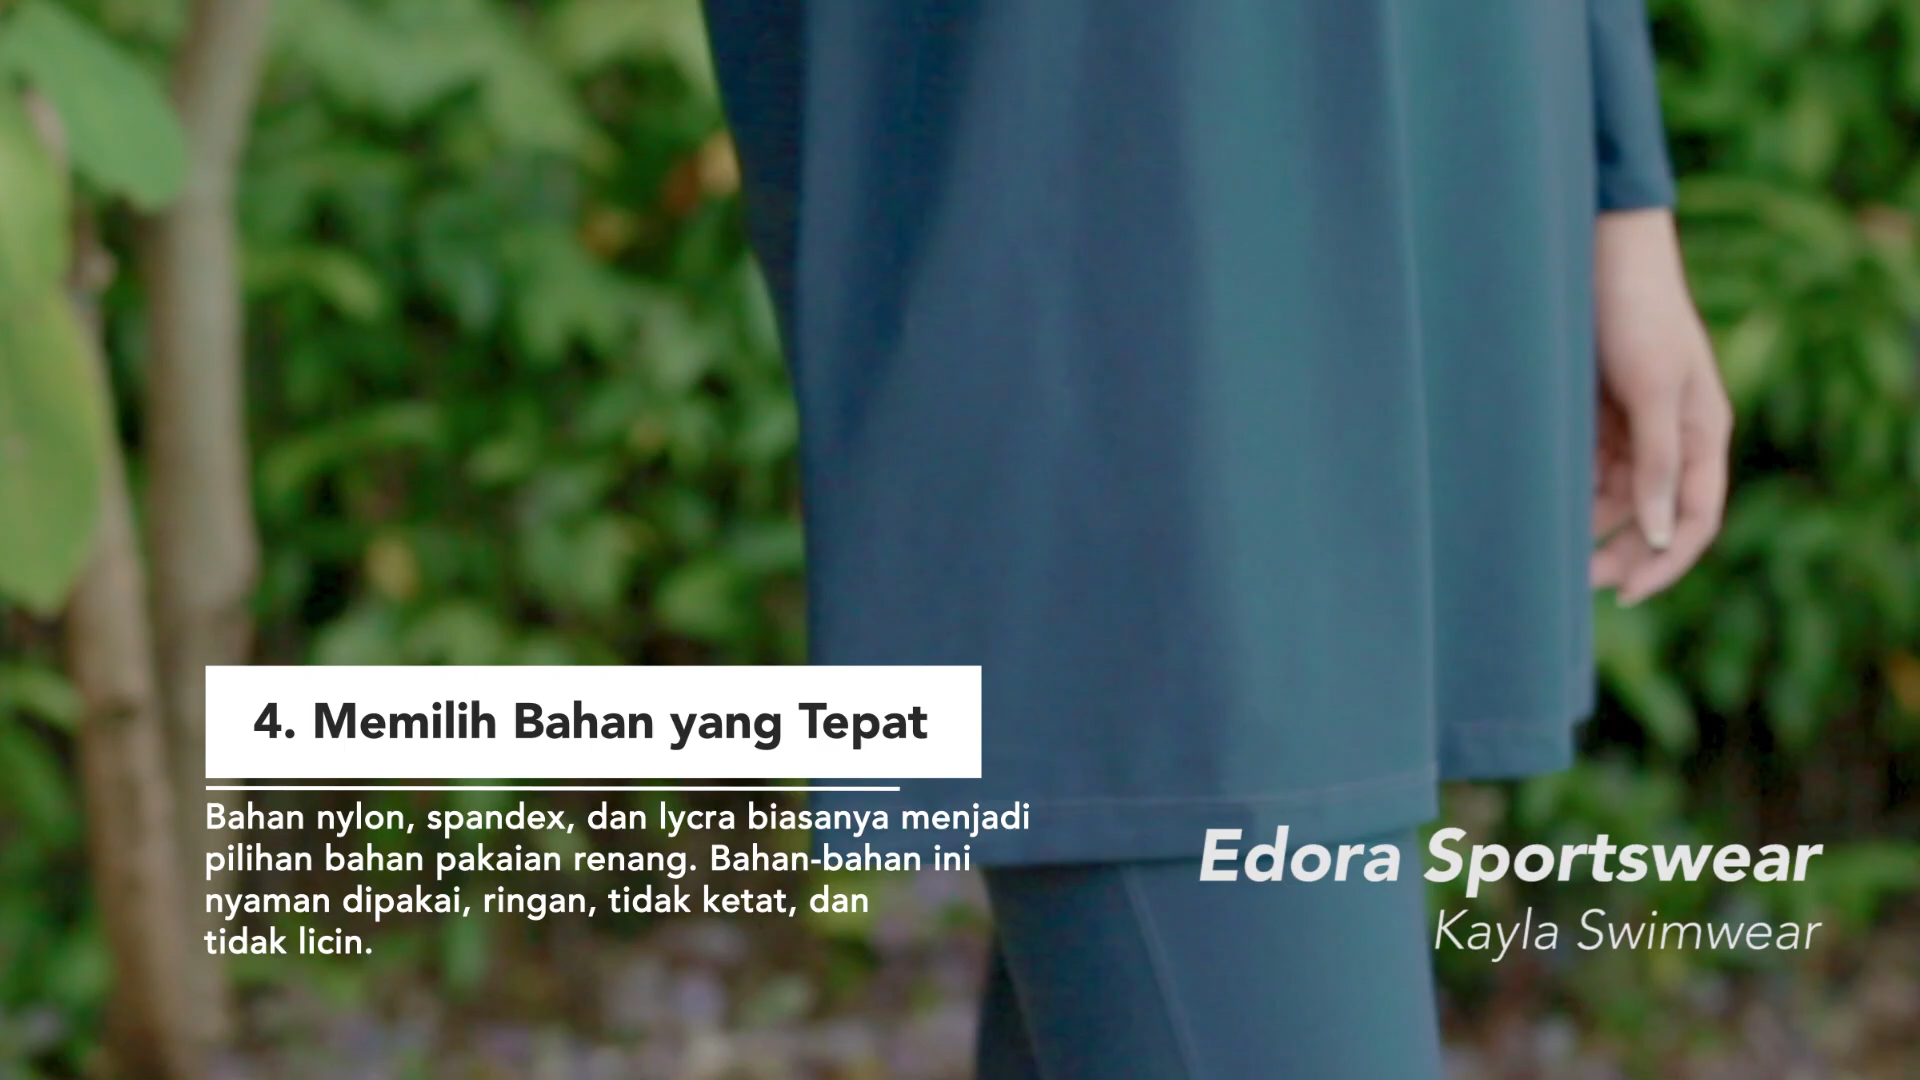 4. Memilih Bahan yang Tepat
Bahan nylon, spandex, dan lycra biasanya menjadi
pilihan bahan pakaian renang. Bahan-bahan ini
nyaman dipakai, ringan, tidak ketat, dan
tidak licin.
Edora Sportswear
Kayla Swimwear